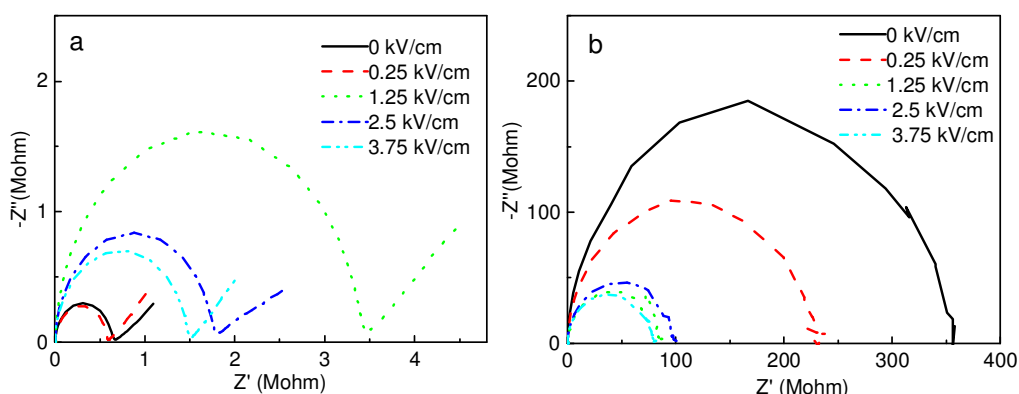 a
0 kV/cm
0.25 kV/cm
1.25 kV/cm
2.5 kV/cm
3.75 kV/cm
-Z''(Mohm)
2
1
0
0 1 2 3 4
Z' (Mohm)
b
0 kV/cm
0.25 kV/cm
1.25 kV/cm
2.5 kV/cm
3.75 kV/cm
-Z''(Mohm)
200
100
0
0 100 200 300 400
Z' (Mohm)